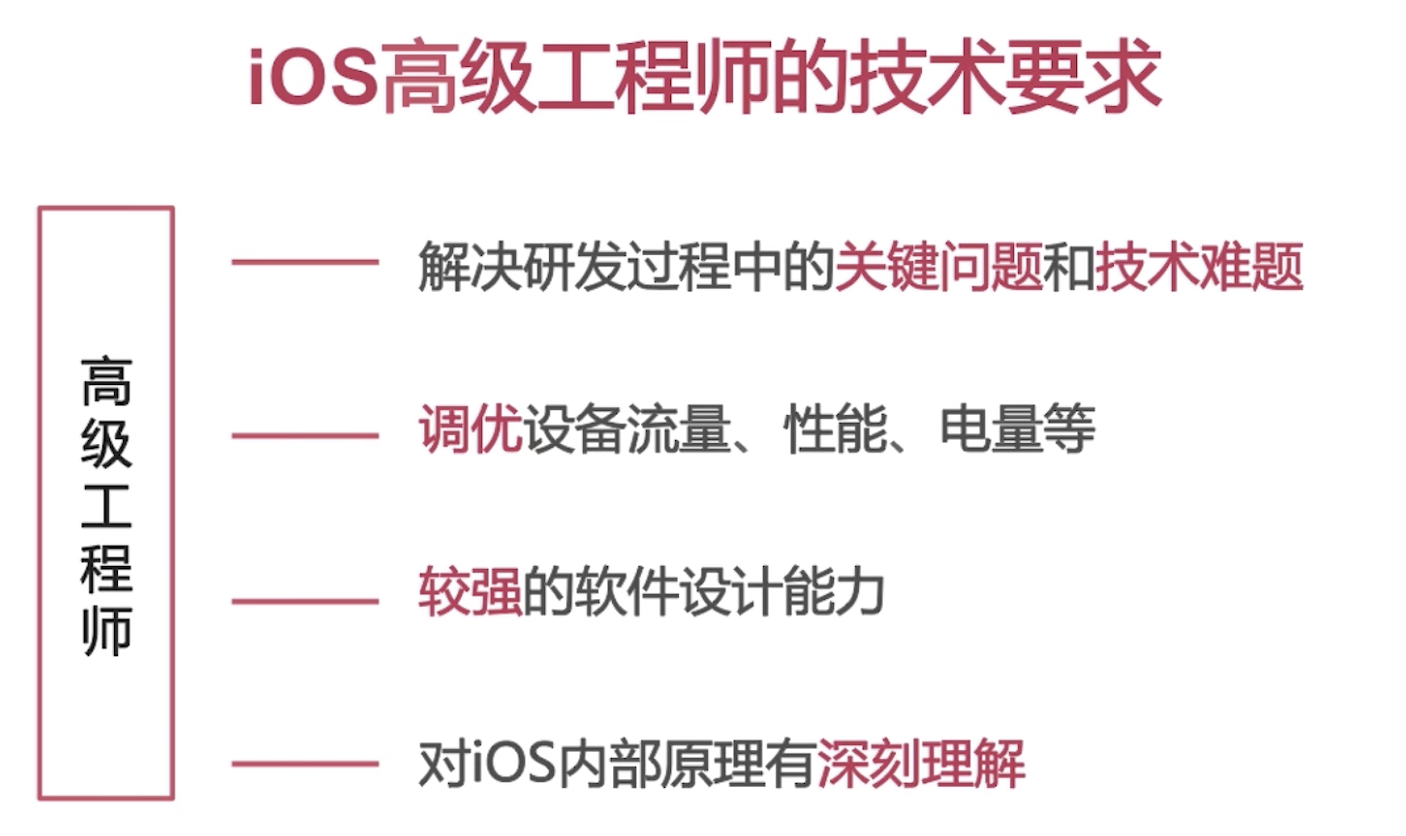 iOS高级工程师的技术要求
高级工程师
解决研发过程中的关键问题和技术难题
调优设备流量、性能、电量等
较强的软件设计能力
对iOS内部原理有深刻理解